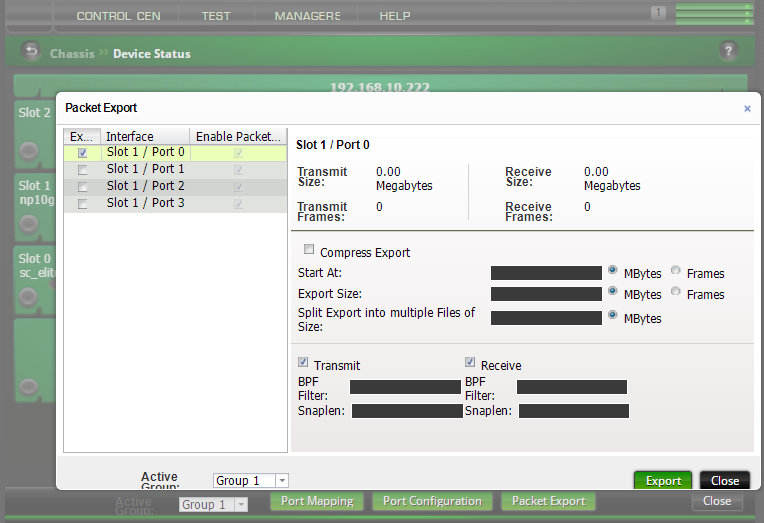 CONTROL CEN TEST MANAGERS HELP 1
Chassis » Device Status ?
192.168.10.222
Slot 2
Slot 1
np10g
Slot 0
sc_elit
Packet Export ×
Ex... Interface Enable Packet...
Slot 1 / Port 0
Slot 1 / Port 1
Slot 1 / Port 2
Slot 1 / Port 3
Slot 1 / Port 0
Transmit Size: 0.00 Megabytes Receive Size: 0.00 Megabytes
Transmit Frames: 0 Receive Frames: 0
Compress Export
Start At: MBytes Frames
Export Size: MBytes Frames
Split Export into multiple Files of
Size: MBytes
Transmit Receive
BPF Filter: BPF Filter:
Snaplen: Snaplen:
Active Group: Group 1 Export Close
Active Group: Group 1 Port Mapping Port Configuration Packet Export Close